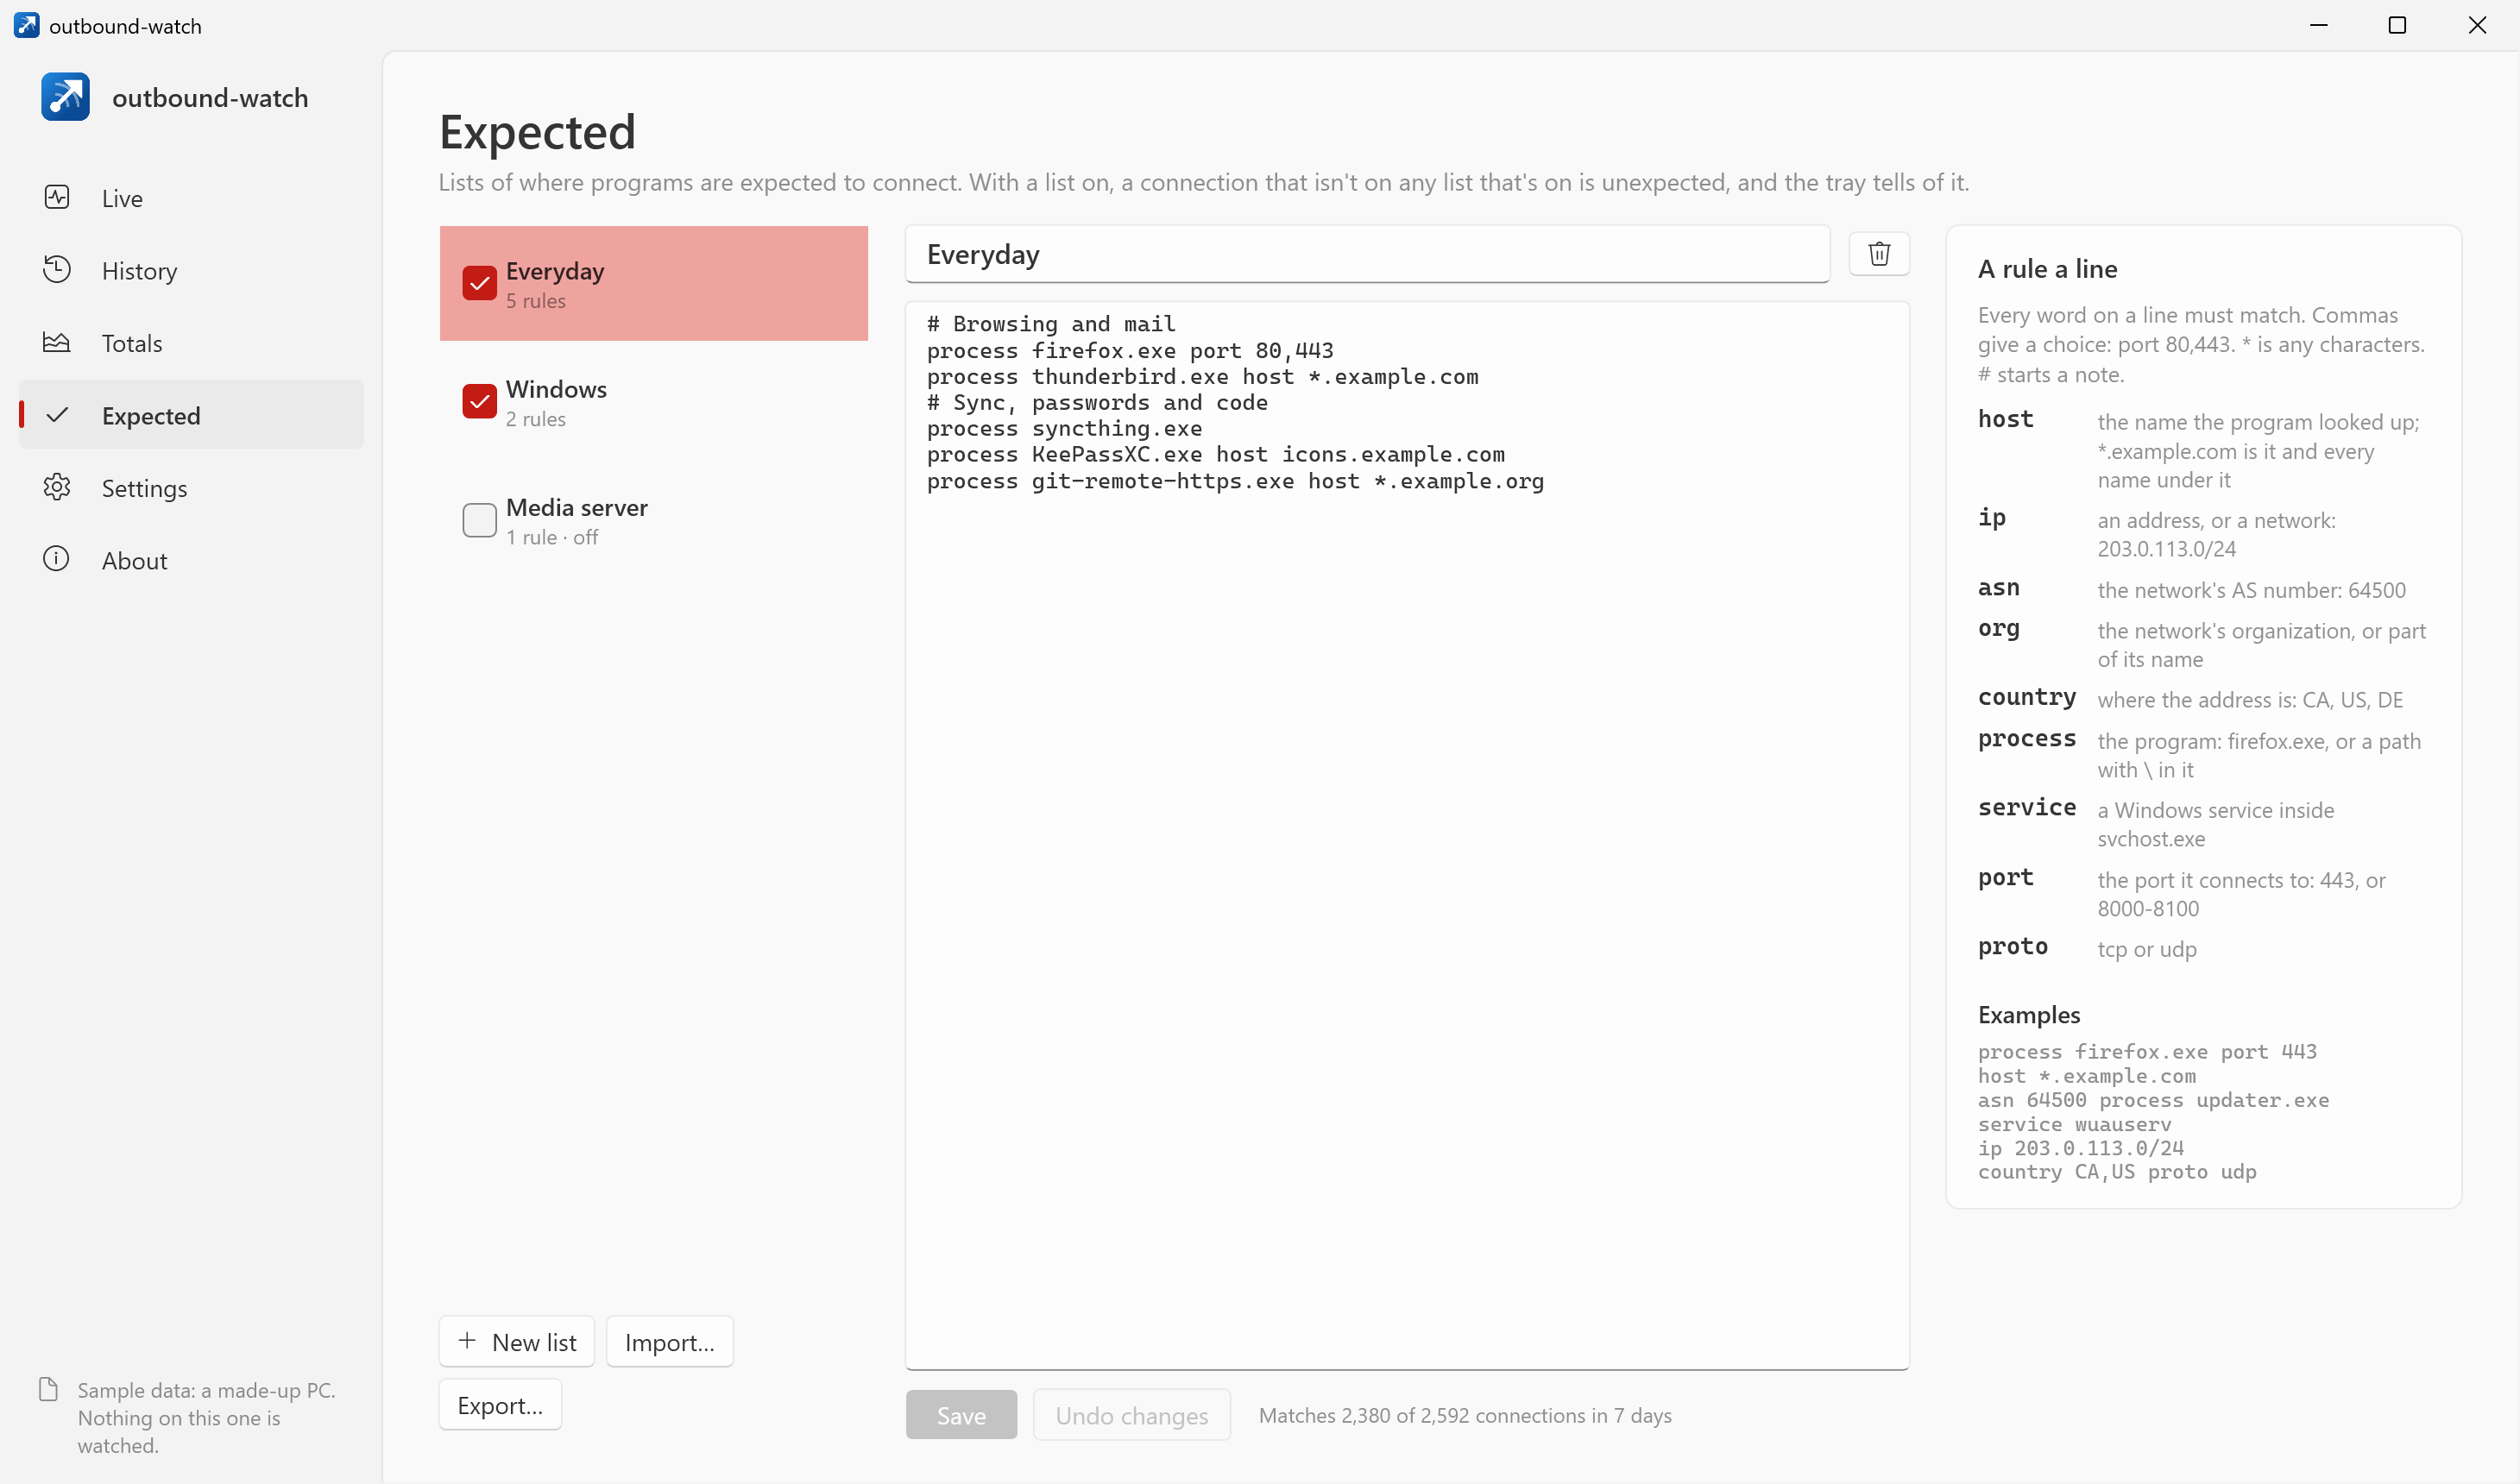 outbound-watch
outbound-watch
Live
History
Totals
Expected
Settings
About
Sample data: a made-up PC.
Nothing on this one is
watched.
Expected
Lists of where programs are expected to connect. With a list on, a connection that isn't on any list that's on is unexpected, and the tray tells of it.
Everyday
5 rules
Windows
2 rules
Media server
1 rule · off
New list
Import...
Export...
Everyday
# Browsing and mail
process firefox.exe port 80,443
process thunderbird.exe host *.example.com
# Sync, passwords and code
process syncthing.exe
process KeePassXC.exe host icons.example.com
process git-remote-https.exe host *.example.org
Save
Undo changes
Matches 2,380 of 2,592 connections in 7 days
A rule a line
Every word on a line must match. Commas
give a choice: port 80,443. * is any characters.
# starts a note.
host the name the program looked up;
*.example.com is it and every
name under it
ip an address, or a network:
203.0.113.0/24
asn the network's AS number: 64500
org the network's organization, or part
of its name
country where the address is: CA, US, DE
process the program: firefox.exe, or a path
with \ in it
service a Windows service inside
svchost.exe
port the port it connects to: 443, or
8000-8100
proto tcp or udp
Examples
process firefox.exe port 443
host *.example.com
asn 64500 process updater.exe
service wuauserv
ip 203.0.113.0/24
country CA,US proto udp